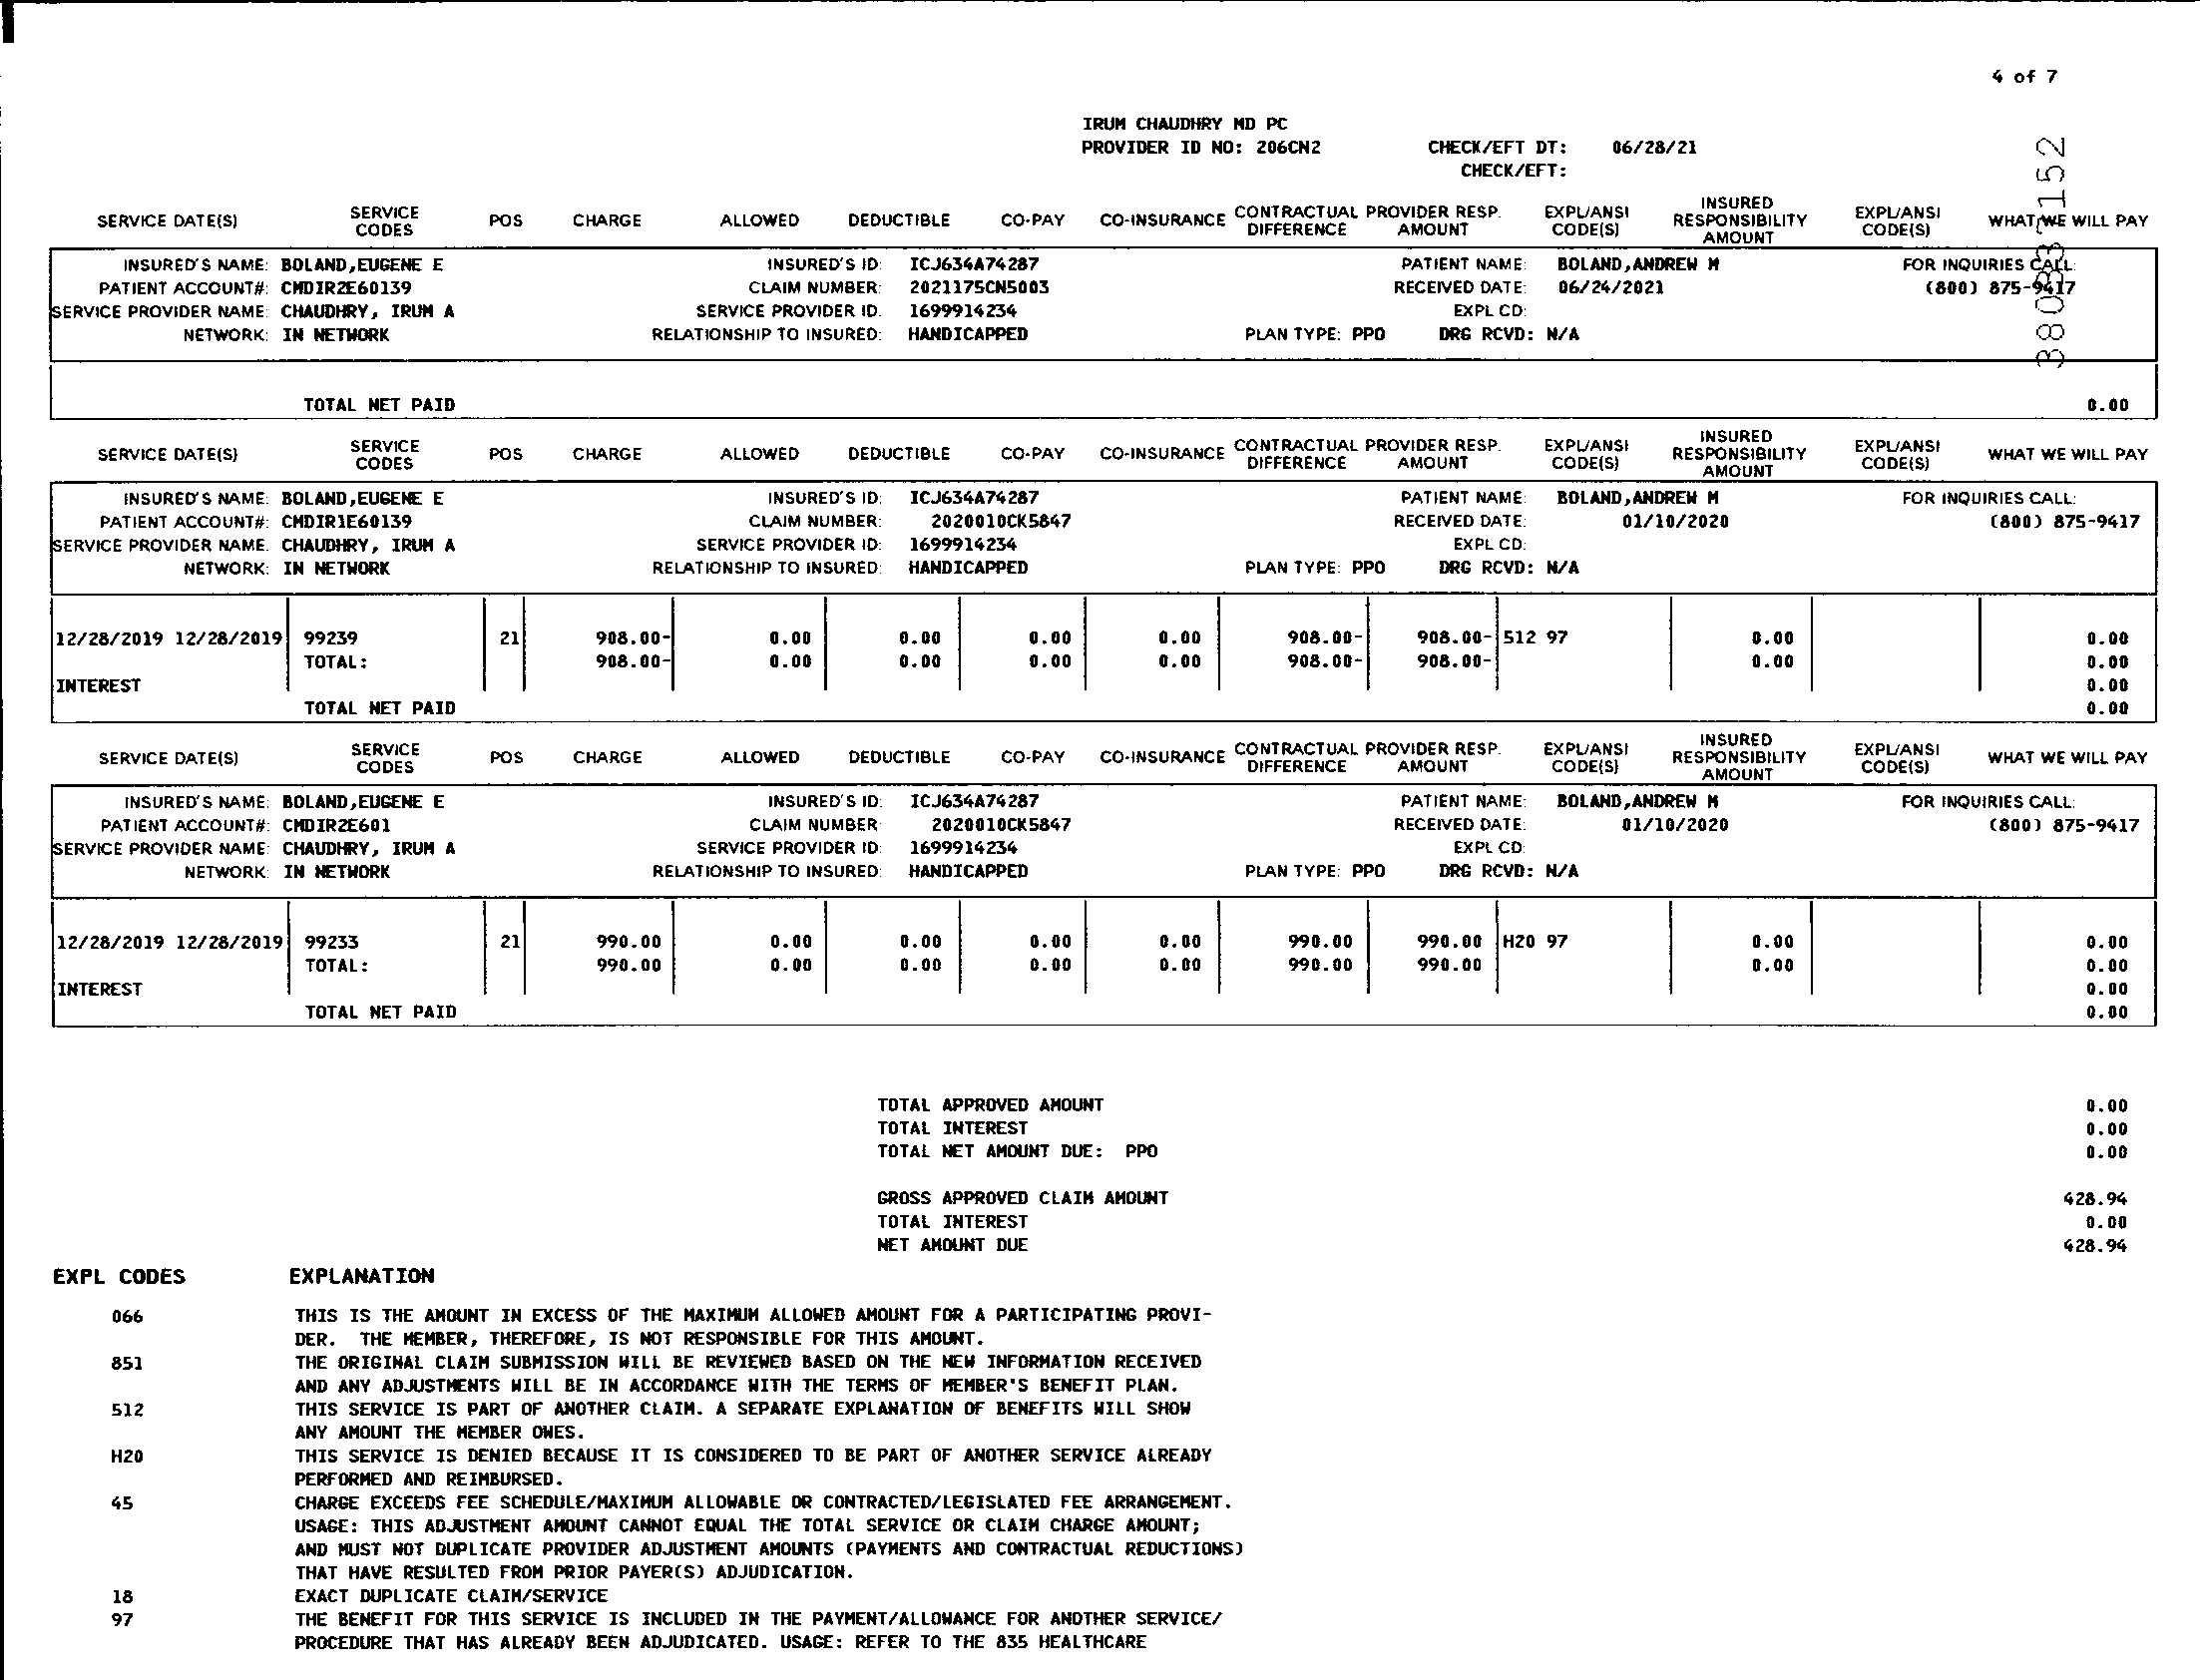 4 of 7
IRUM CHAUDHRY MD PC
PROVIDER ID NO: 206CN2 CHECK/EFT DT: 06/28/21
CHECK/EFT:
SERVICE DATE(S) SERVICE CODES POS CHARGE ALLOWED DEDUCTIBLE CO-PAY CO-INSURANCE CONTRACTUAL DIFFERENCE PROVIDER RESP. AMOUNT EXPL/ANSI CODE(S) INSURED RESPONSIBILITY AMOUNT EXPL/ANSI CODE(S) WHAT WE WILL PAY
INSURED'S NAME: BOLAND,EUGENE E INSURED'S ID: ICJ634A74287 PATIENT NAME: BOLAND,ANDREW M FOR INQUIRIES CALL:
PATIENT ACCOUNT#: CMDIR2E60139 CLAIM NUMBER: 2021175CN5003 RECEIVED DATE: 06/24/2021 (800) 875-9417
SERVICE PROVIDER NAME: CHAUDHRY, IRUM A SERVICE PROVIDER ID. 1699914234 EXPL CD:
NETWORK: IN NETWORK RELATIONSHIP TO INSURED: HANDICAPPED PLAN TYPE: PPO DRG RCVD: N/A
TOTAL NET PAID 0.00
SERVICE DATE(S) SERVICE CODES POS CHARGE ALLOWED DEDUCTIBLE CO-PAY CO-INSURANCE CONTRACTUAL DIFFERENCE PROVIDER RESP. AMOUNT EXPL/ANSI CODE(S) INSURED RESPONSIBILITY AMOUNT EXPL/ANSI CODE(S) WHAT WE WILL PAY
INSURED'S NAME: BOLAND,EUGENE E INSURED'S ID: ICJ634A74287 PATIENT NAME: BOLAND,ANDREW M FOR INQUIRIES CALL:
PATIENT ACCOUNT#: CMDIR1E60139 CLAIM NUMBER: 2020010CK5847 RECEIVED DATE: 01/10/2020 (800) 875-9417
SERVICE PROVIDER NAME. CHAUDHRY, IRUM A SERVICE PROVIDER ID: 1699914234 EXPL CD:
NETWORK: IN NETWORK RELATIONSHIP TO INSURED: HANDICAPPED PLAN TYPE: PPO DRG RCVD: N/A
12/28/2019 12/28/2019 99239 21 908.00- 0.00 0.00 0.00 0.00 908.00- 908.00- 512 97 0.00 0.00
TOTAL: 908.00- 0.00 0.00 0.00 0.00 908.00- 908.00- 0.00 0.00
INTEREST 0.00
TOTAL NET PAID 0.00
SERVICE DATE(S) SERVICE CODES POS CHARGE ALLOWED DEDUCTIBLE CO-PAY CO-INSURANCE CONTRACTUAL DIFFERENCE PROVIDER RESP. AMOUNT EXPL/ANSI CODE(S) INSURED RESPONSIBILITY AMOUNT EXPL/ANSI CODE(S) WHAT WE WILL PAY
INSURED'S NAME: BOLAND,EUGENE E INSURED'S ID: ICJ634A74287 PATIENT NAME: BOLAND,ANDREW M FOR INQUIRIES CALL:
PATIENT ACCOUNT#: CMDIR2E601 CLAIM NUMBER 2020010CK5847 RECEIVED DATE: 01/10/2020 (800) 875-9417
SERVICE PROVIDER NAME: CHAUDHRY, IRUM A SERVICE PROVIDER ID: 1699914234 EXPL CD:
NETWORK: IN NETWORK RELATIONSHIP TO INSURED: HANDICAPPED PLAN TYPE: PPO DRG RCVD: N/A
12/28/2019 12/28/2019 99233 21 990.00 0.00 0.00 0.00 0.00 990.00 990.00 H20 97 0.00 0.00
TOTAL: 990.00 0.00 0.00 0.00 0.00 990.00 990.00 0.00 0.00
INTEREST 0.00
TOTAL NET PAID 0.00
TOTAL APPROVED AMOUNT 0.00
TOTAL INTEREST 0.00
TOTAL NET AMOUNT DUE: PPO 0.00
GROSS APPROVED CLAIM AMOUNT 428.94
TOTAL INTEREST 0.00
NET AMOUNT DUE 428.94
EXPL CODES EXPLANATION
066 THIS IS THE AMOUNT IN EXCESS OF THE MAXIMUM ALLOWED AMOUNT FOR A PARTICIPATING PROVI-
DER. THE MEMBER, THEREFORE, IS NOT RESPONSIBLE FOR THIS AMOUNT.
851 THE ORIGINAL CLAIM SUBMISSION WILL BE REVIEWED BASED ON THE NEW INFORMATION RECEIVED
AND ANY ADJUSTMENTS WILL BE IN ACCORDANCE WITH THE TERMS OF MEMBER'S BENEFIT PLAN.
512 THIS SERVICE IS PART OF ANOTHER CLAIM. A SEPARATE EXPLANATION OF BENEFITS WILL SHOW
ANY AMOUNT THE MEMBER OWES.
H20 THIS SERVICE IS DENIED BECAUSE IT IS CONSIDERED TO BE PART OF ANOTHER SERVICE ALREADY
PERFORMED AND REIMBURSED.
45 CHARGE EXCEEDS FEE SCHEDULE/MAXIMUM ALLOWABLE OR CONTRACTED/LEGISLATED FEE ARRANGEMENT.
USAGE: THIS ADJUSTMENT AMOUNT CANNOT EQUAL THE TOTAL SERVICE OR CLAIM CHARGE AMOUNT;
AND MUST NOT DUPLICATE PROVIDER ADJUSTMENT AMOUNTS (PAYMENTS AND CONTRACTUAL REDUCTIONS)
THAT HAVE RESULTED FROM PRIOR PAYER(S) ADJUDICATION.
18 EXACT DUPLICATE CLAIM/SERVICE
97 THE BENEFIT FOR THIS SERVICE IS INCLUDED IN THE PAYMENT/ALLOWANCE FOR ANOTHER SERVICE/
PROCEDURE THAT HAS ALREADY BEEN ADJUDICATED. USAGE: REFER TO THE 835 HEALTHCARE